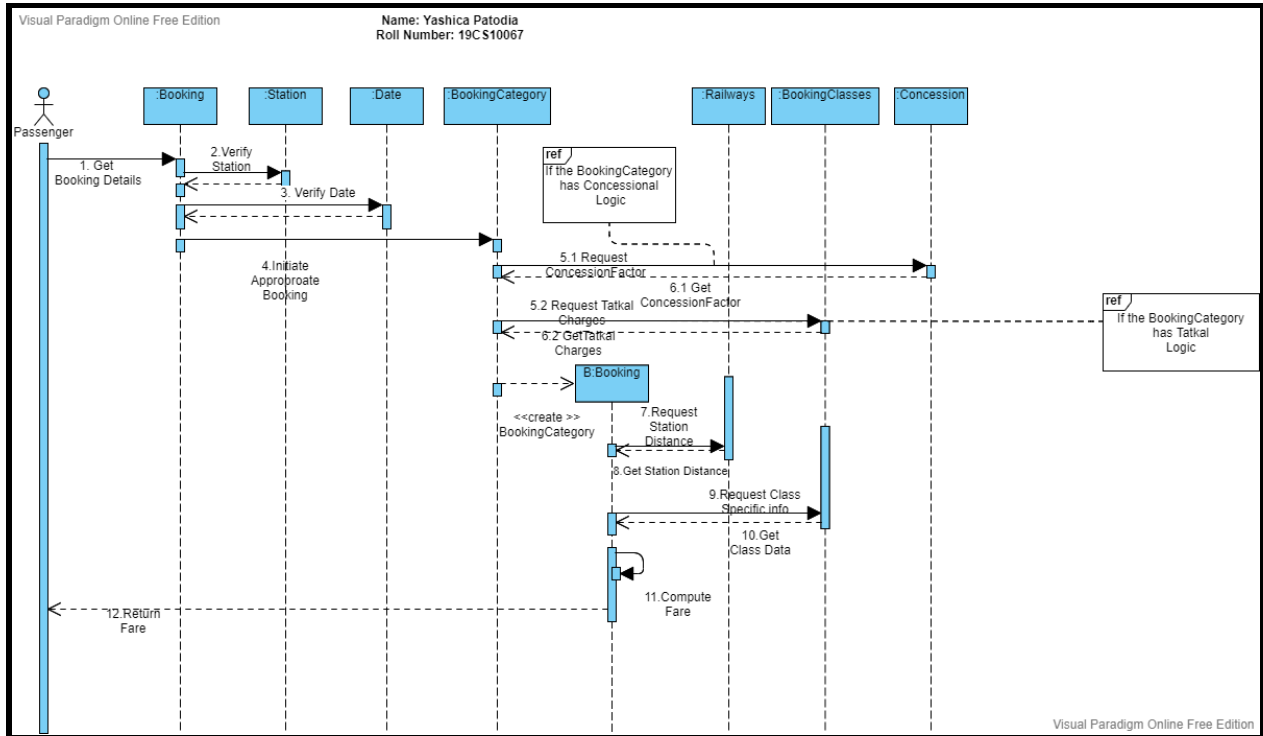 Visual Paradigm Online Free Edition
Name: Yashica Patodia
Roll Number: 19CS10067
Passenger
:Booking
:Station
:Date
:BookingCategory
:Railways
:BookingClasses
:Concession
1. Get
Booking Details
2.Verify
Station
3. Verify Date
ref
If the BookingCategory
has Concessional
Logic
4.Initiate
Approproate
Booking
5.1 Request
ConcessionFactor
6.1 Get
ConcessionFactor
5.2 Request Tatkal
Charges
6.2 GetTatkal
Charges
ref
If the BookingCategory
has Tatkal
Logic
B:Booking
<<create >>
BookingCategory
7.Request
Station
Distance
8.Get Station Distance
9.Request Class
Specific info
10.Get
Class Data
11.Compute
Fare
12.Return
Fare
Visual Paradigm Online Free Edition